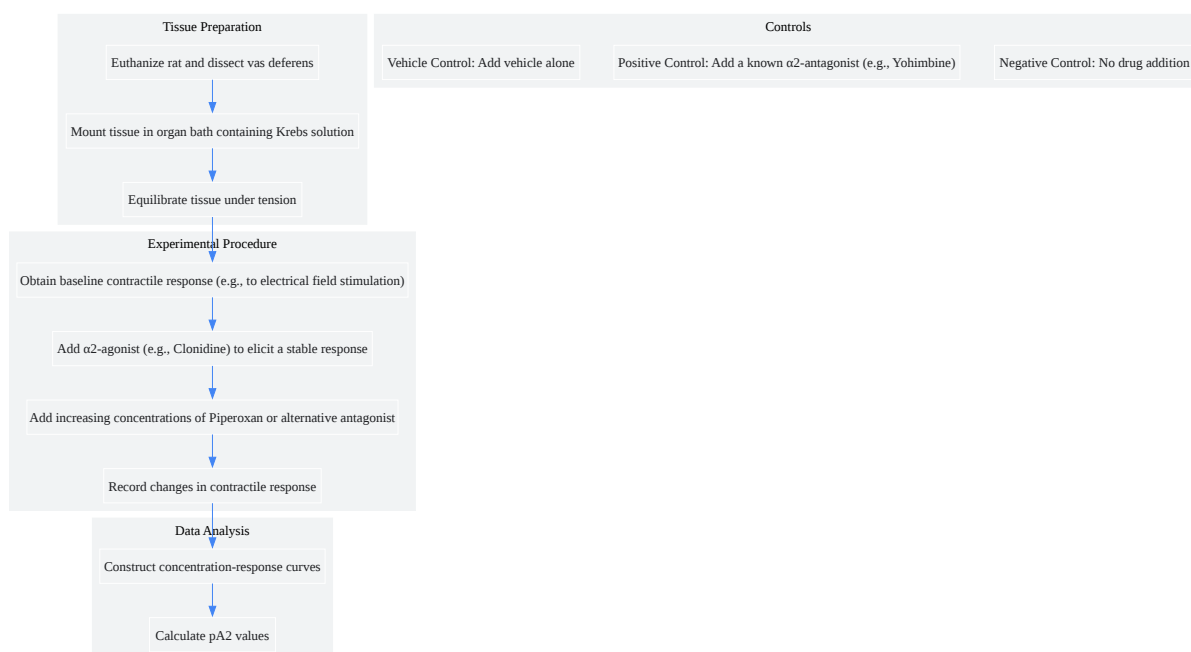 Tissue Preparation
Euthanize rat and dissect vas deferens
Mount tissue in organ bath containing Krebs solution
Equilibrate tissue under tension
Experimental Procedure
Obtain baseline contractile response (e.g., to electrical field stimulation)
Add α2-agonist (e.g., Clonidine) to elicit a stable response
Add increasing concentrations of Piperoxan or alternative antagonist
Record changes in contractile response
Data Analysis
Construct concentration-response curves
Calculate pA2 values
Controls
Vehicle Control: Add vehicle alone
Positive Control: Add a known α2-antagonist (e.g., Yohimbine)
Negative Control: No drug addition